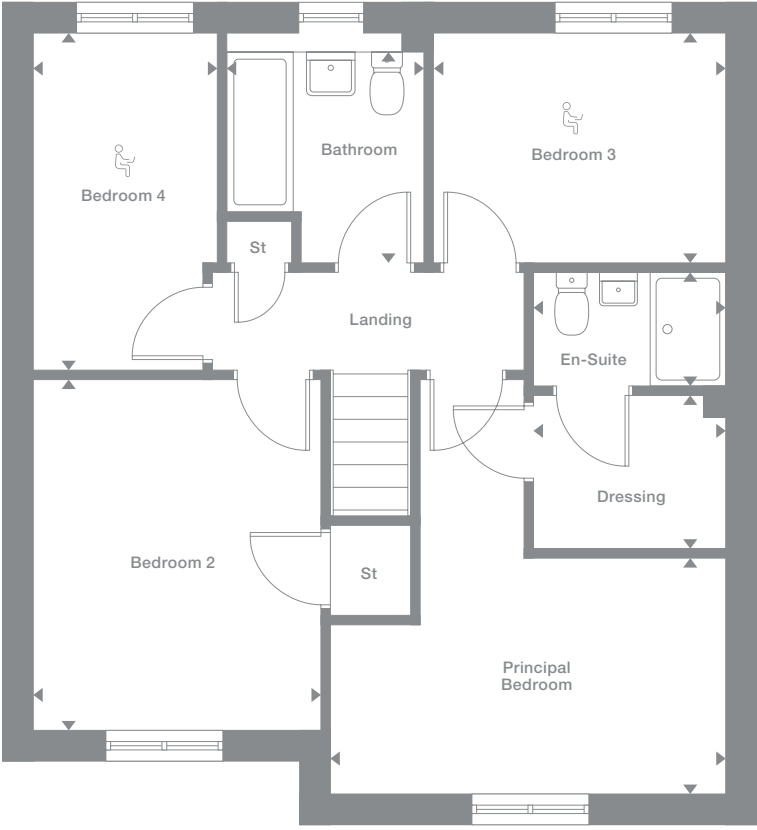 Bathroom
Bedroom 3
Bedroom 4
St
Landing
En-Suite
Dressing
Bedroom 2
St
Principal
Bedroom